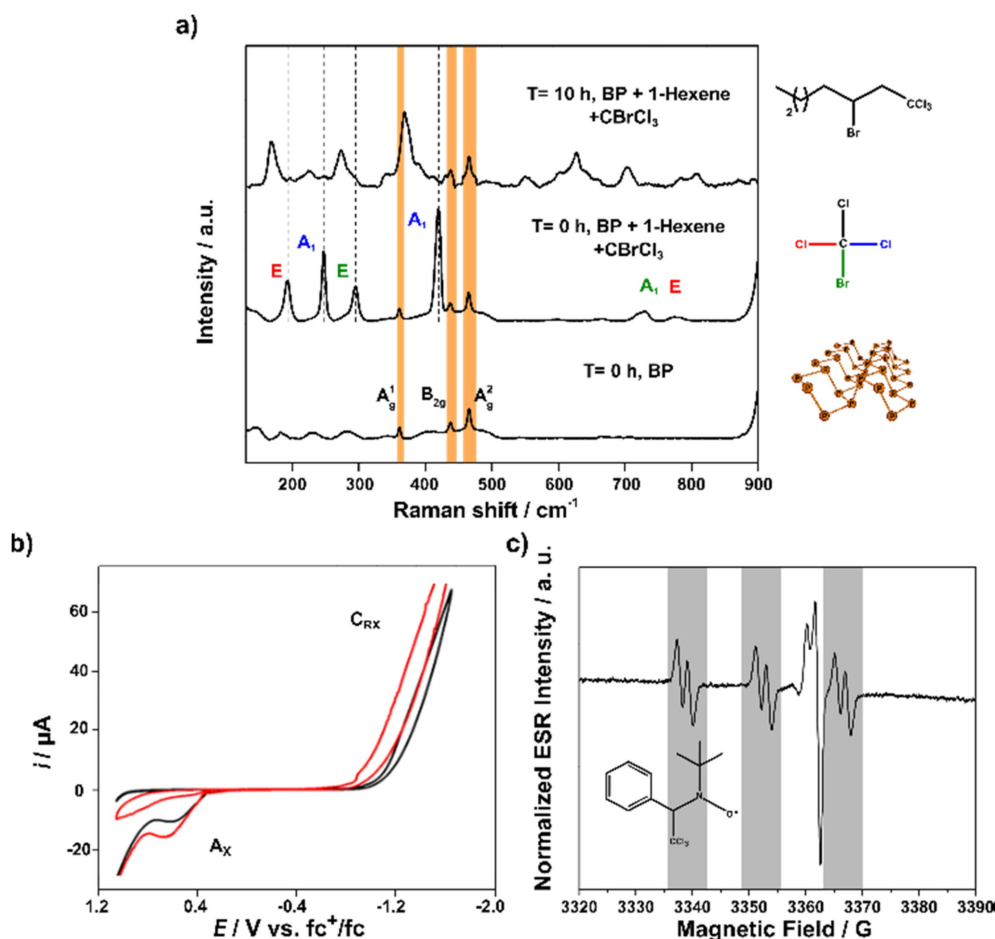 a)
T= 10 h, BP + 1-Hexene
+CBrCl₃
2
Br
CCl₃
A₁
A₁
T= 0 h, BP + 1-Hexene
+CBrCl₃
E
E
A₁ E
Cl
Cl C Cl
Br
T= 0 h, BP
A¹g
B₂g
A²g
Intensity / a.u.
200 300 400 500 600 700 800 900
Raman shift / cm⁻¹
b)
C_RX
A_X
i / µA
60
40
20
0
-20
1.2 0.4 -0.4 -1.2 -2.0
E / V vs. fc⁺/fc
c)
Normalized ESR Intensity / a. u.
N
O•
CCl₃
3320 3330 3340 3350 3360 3370 3380 3390
Magnetic Field / G